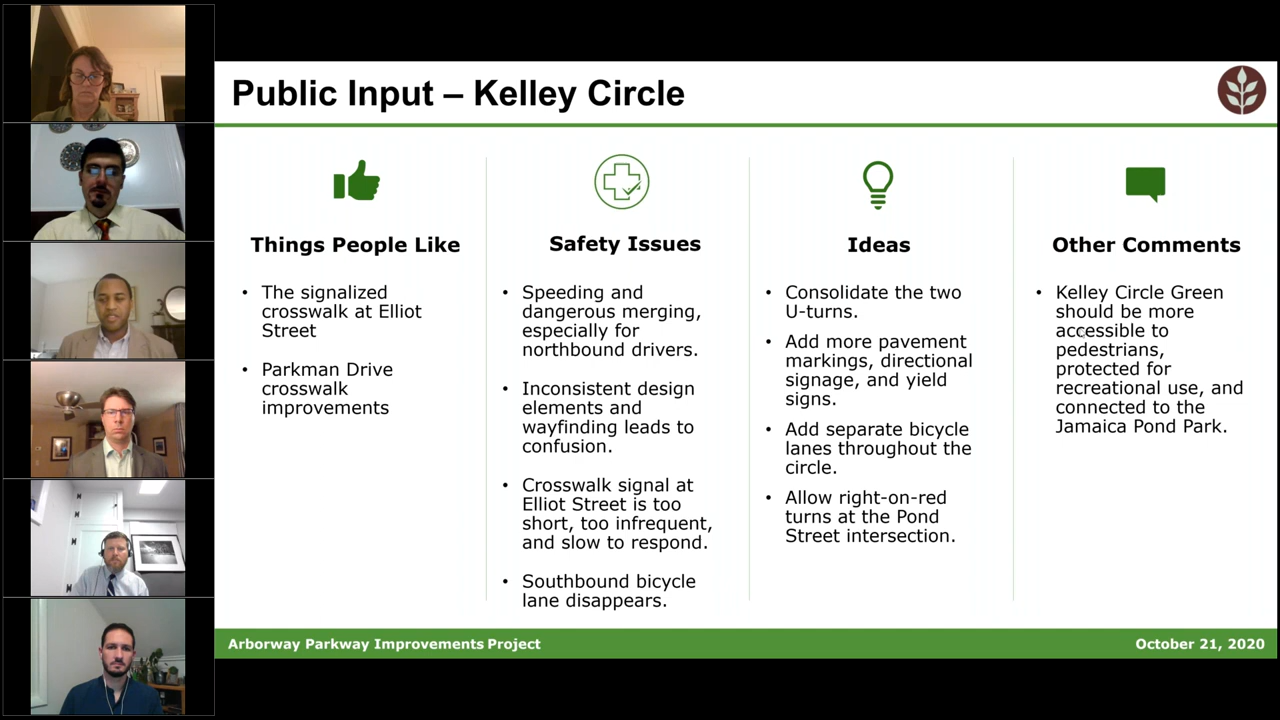 Public Input – Kelley Circle
Things People Like
• The signalized
crosswalk at Elliot
Street
• Parkman Drive
crosswalk
improvements
Safety Issues
• Speeding and
dangerous merging,
especially for
northbound drivers.
• Inconsistent design
elements and
wayfinding leads to
confusion.
• Crosswalk signal at
Elliot Street is too
short, too infrequent,
and slow to respond.
• Southbound bicycle
lane disappears.
Ideas
• Consolidate the two
U-turns.
• Add more pavement
markings, directional
signage, and yield
signs.
• Add separate bicycle
lanes throughout the
circle.
• Allow right-on-red
turns at the Pond
Street intersection.
Other Comments
• Kelley Circle Green
should be more
accessible to
pedestrians,
protected for
recreational use, and
connected to the
Jamaica Pond Park.
Arborway Parkway Improvements Project
October 21, 2020